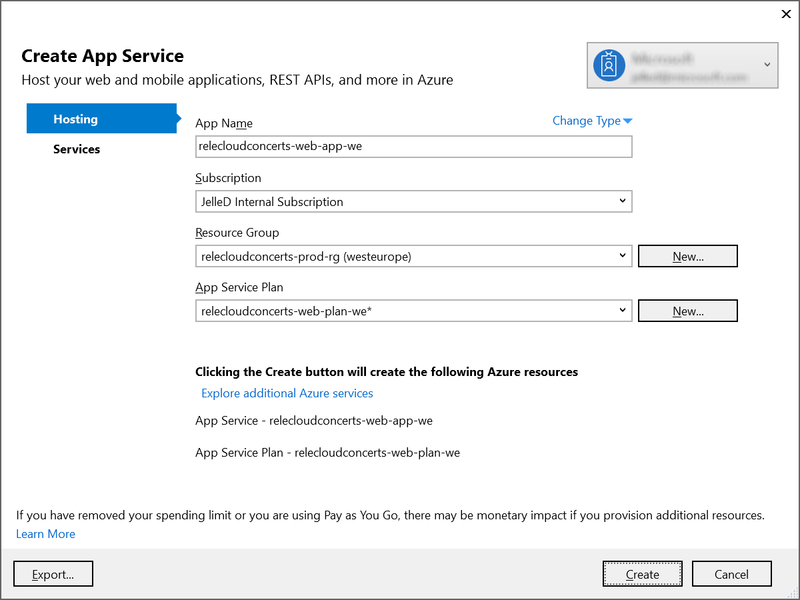 Create App Service
Host your web and mobile applications, REST APIs, and more in Azure
Hosting
Services
App Name
Change Type
relecloudconcerts-web-app-we
Subscription
JelleD Internal Subscription
Resource Group
relecloudconcerts-prod-rg (westeurope)
New...
App Service Plan
relecloudconcerts-web-plan-we*
New...
Clicking the Create button will create the following Azure resources
Explore additional Azure services
App Service - relecloudconcerts-web-app-we
App Service Plan - relecloudconcerts-web-plan-we
If you have removed your spending limit or you are using Pay as You Go, there may be monetary impact if you provision additional resources.
Learn More
Export...
Create
Cancel